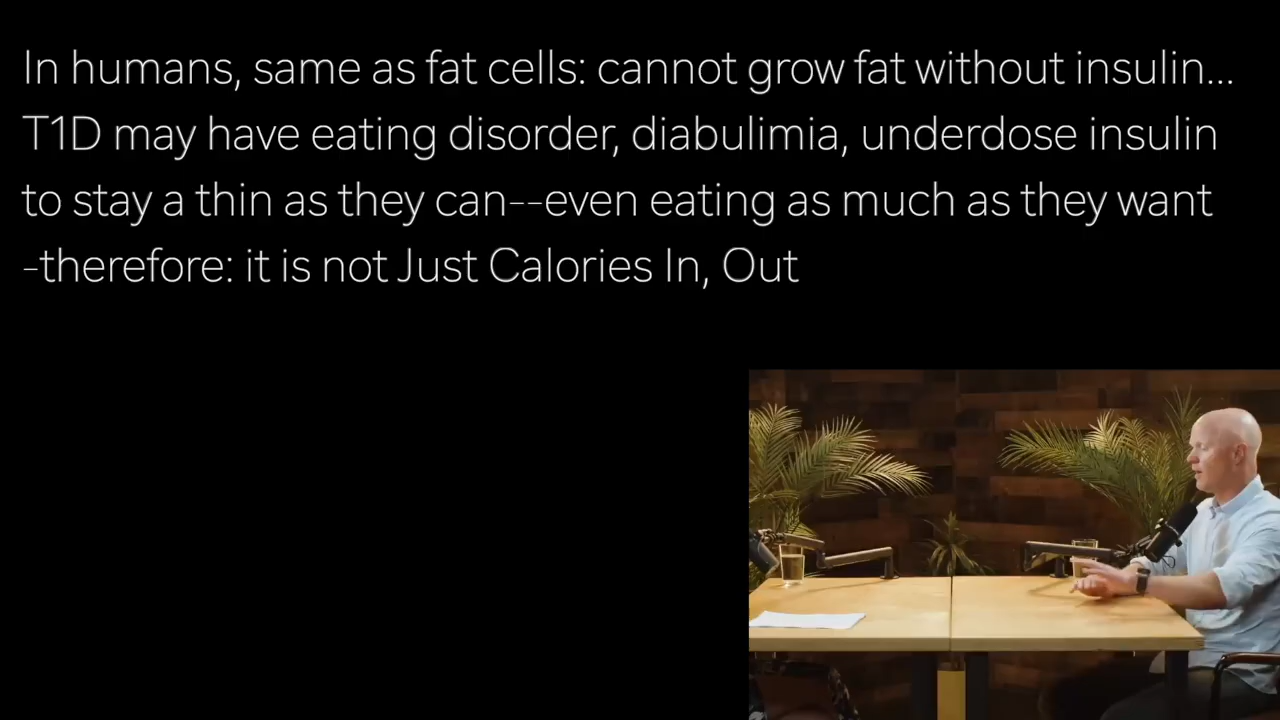 In humans, same as fat cells: cannot grow fat without insulin...
T1D may have eating disorder, diabulimia, underdose insulin
to stay a thin as they can--even eating as much as they want
-therefore: it is not Just Calories In, Out